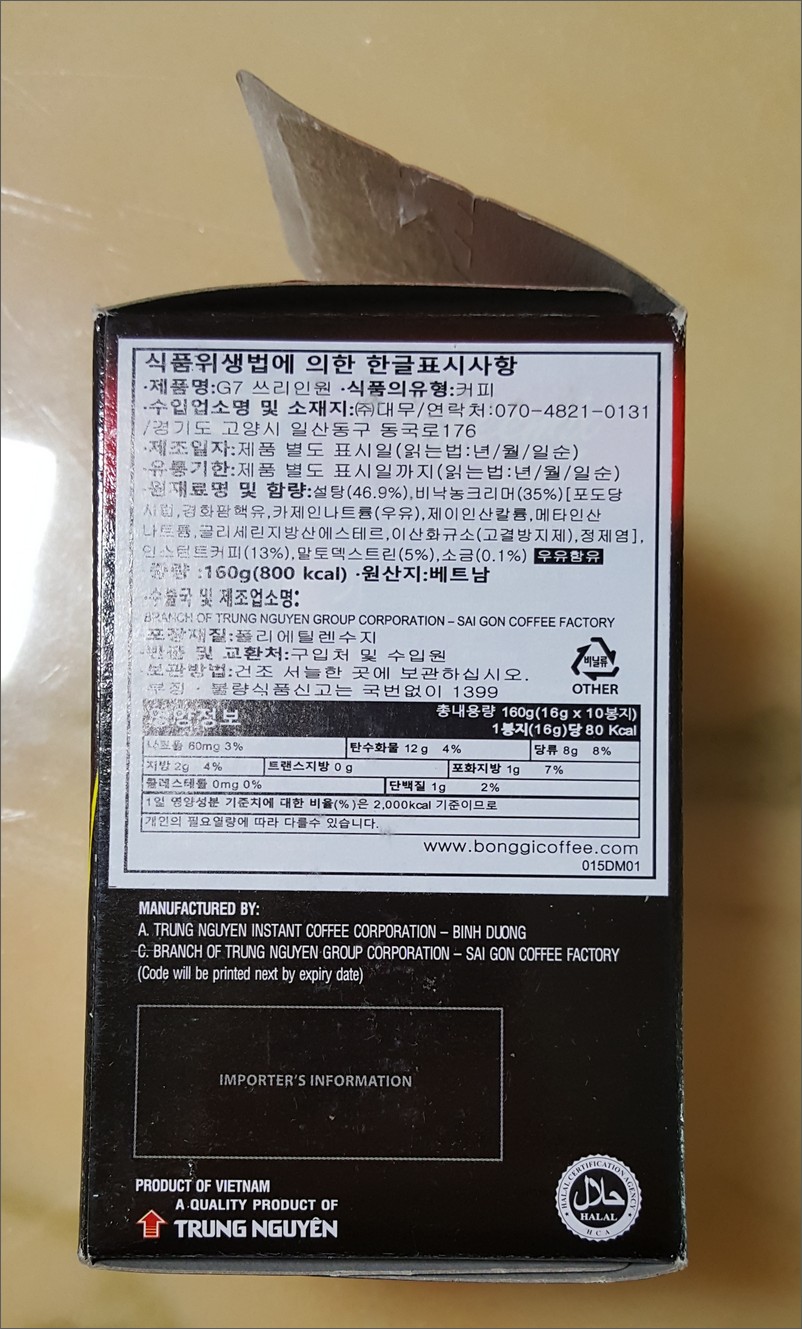 식품위생법에 의한 한글표시사항
·제품명:G7 쓰리인원 ·식품의유형:커피
·수입업소명 및 소재지:㈜대무/연락처:070-4821-0131
/경기도 고양시 일산동구 동국로176
·제조일자:제품 별도 표시일(읽는법:년/월/일순)
·유통기한:제품 별도 표시일까지(읽는법:년/월/일순)
·원재료명 및 함량:설탕(46.9%),비낙농크리머(35%)[포도당
시럽,경화팜핵유,카제인나트륨(우유),제이인산칼륨,메타인산
나트륨,글리세린지방산에스테르,이산화규소(고결방지제),정제염],
인스턴트커피(13%),말토덱스트린(5%),소금(0.1%) 우유함유
·함량 :160g(800 kcal) ·원산지:베트남
·수출국 및 제조업소명:
BRANCH OF TRUNG NGUYEN GROUP CORPORATION – SAI GON COFFEE FACTORY
포장재질:폴리에틸렌수지
·반품 및 교환처:구입처 및 수입원
·보관방법:건조 서늘한 곳에 보관하십시오.
부정 · 불량식품신고는 국번없이 1399
비닐류
OTHER
영양정보
총내용량 160g(16g x 10봉지)
1봉지(16g)당 80 Kcal
나트륨 60mg 3% 탄수화물 12g 4% 당류 8g 8%
지방 2g 4% 트랜스지방 0 g 포화지방 1g 7%
콜레스테롤 0mg 0% 단백질 1g 2%
1일 영양성분 기준치에 대한 비율(%)은 2,000kcal 기준이므로
개인의 필요열량에 따라 다를수 있습니다.
www.bonggicoffee.com
015DM01
MANUFACTURED BY:
A. TRUNG NGUYEN INSTANT COFFEE CORPORATION – BINH DUONG
C. BRANCH OF TRUNG NGUYEN GROUP CORPORATION – SAI GON COFFEE FACTORY
(Code will be printed next by expiry date)
IMPORTER'S INFORMATION
PRODUCT OF VIETNAM
A QUALITY PRODUCT OF
TRUNG NGUYÊN
HALAL CERTIFICATION AGENCY
حلال
HALAL
HCA